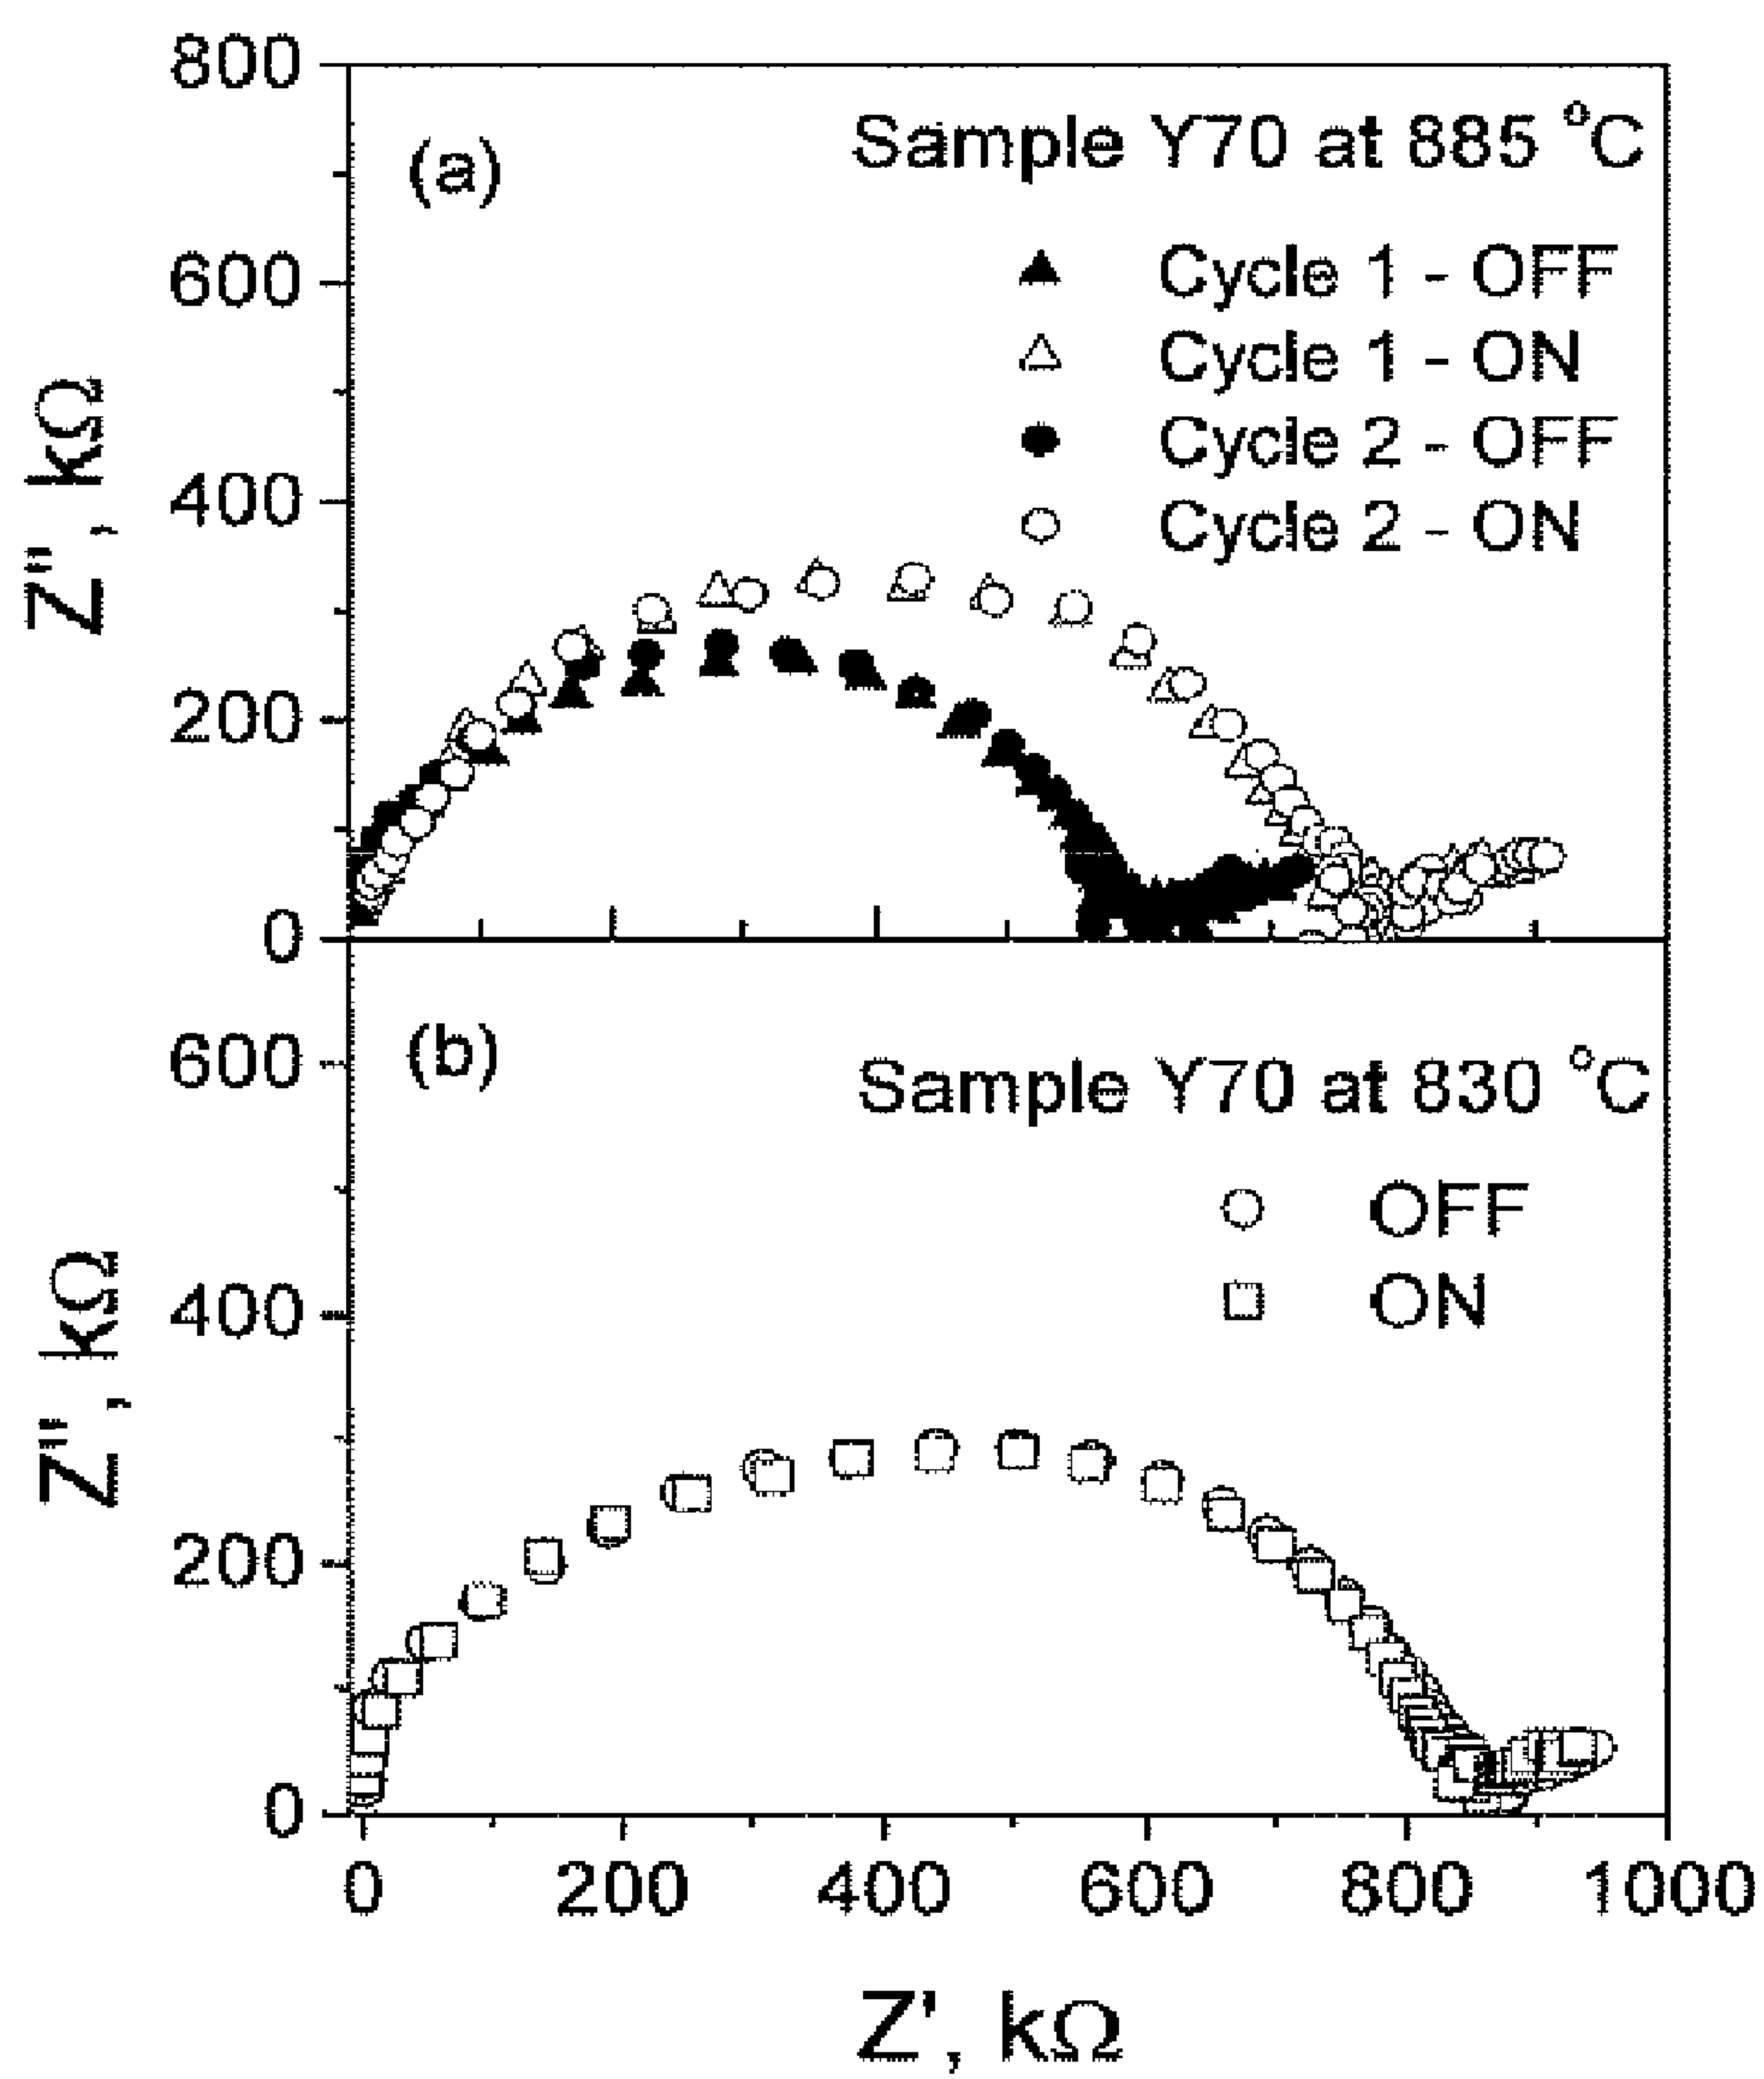 800
(a)
Sample Y70 at 885 °C
Cycle 1 - OFF
600
Cycle 1 - ON
Cycle 2 - OFF
Z'', kΩ
400
Cycle 2 - ON
200
0
(b)
600
Sample Y70 at 830 °C
OFF
ON
Z'', kΩ
400
200
0
0 200 400 600 800 1000
Z', kΩ